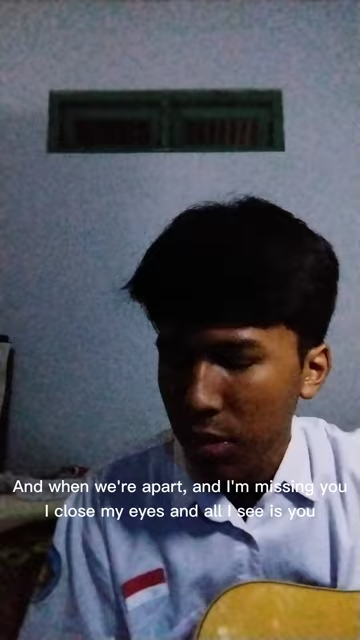 And when we're apart, and I'm missing you
I close my eyes and all I see is you